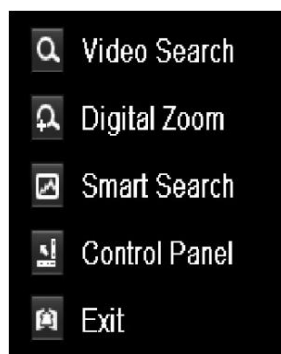 Video Search
Digital Zoom
Smart Search
Control Panel
Exit